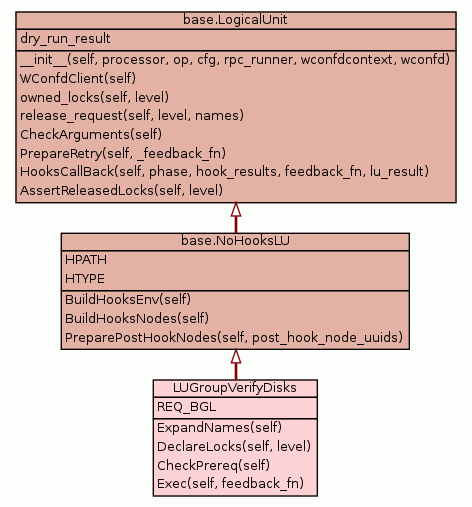 base.LogicalUnit
dry_run_result
__init__(self, processor, op, cfg, rpc_runner, wconfdcontext, wconfd)
WConfdClient(self)
owned_locks(self, level)
release_request(self, level, names)
CheckArguments(self)
PrepareRetry(self, _feedback_fn)
HooksCallBack(self, phase, hook_results, feedback_fn, lu_result)
AssertReleasedLocks(self, level)
base.NoHooksLU
HPATH
HTYPE
BuildHooksEnv(self)
BuildHooksNodes(self)
PreparePostHookNodes(self, post_hook_node_uuids)
LUGroupVerifyDisks
REQ_BGL
ExpandNames(self)
DeclareLocks(self, level)
CheckPrereq(self)
Exec(self, feedback_fn)